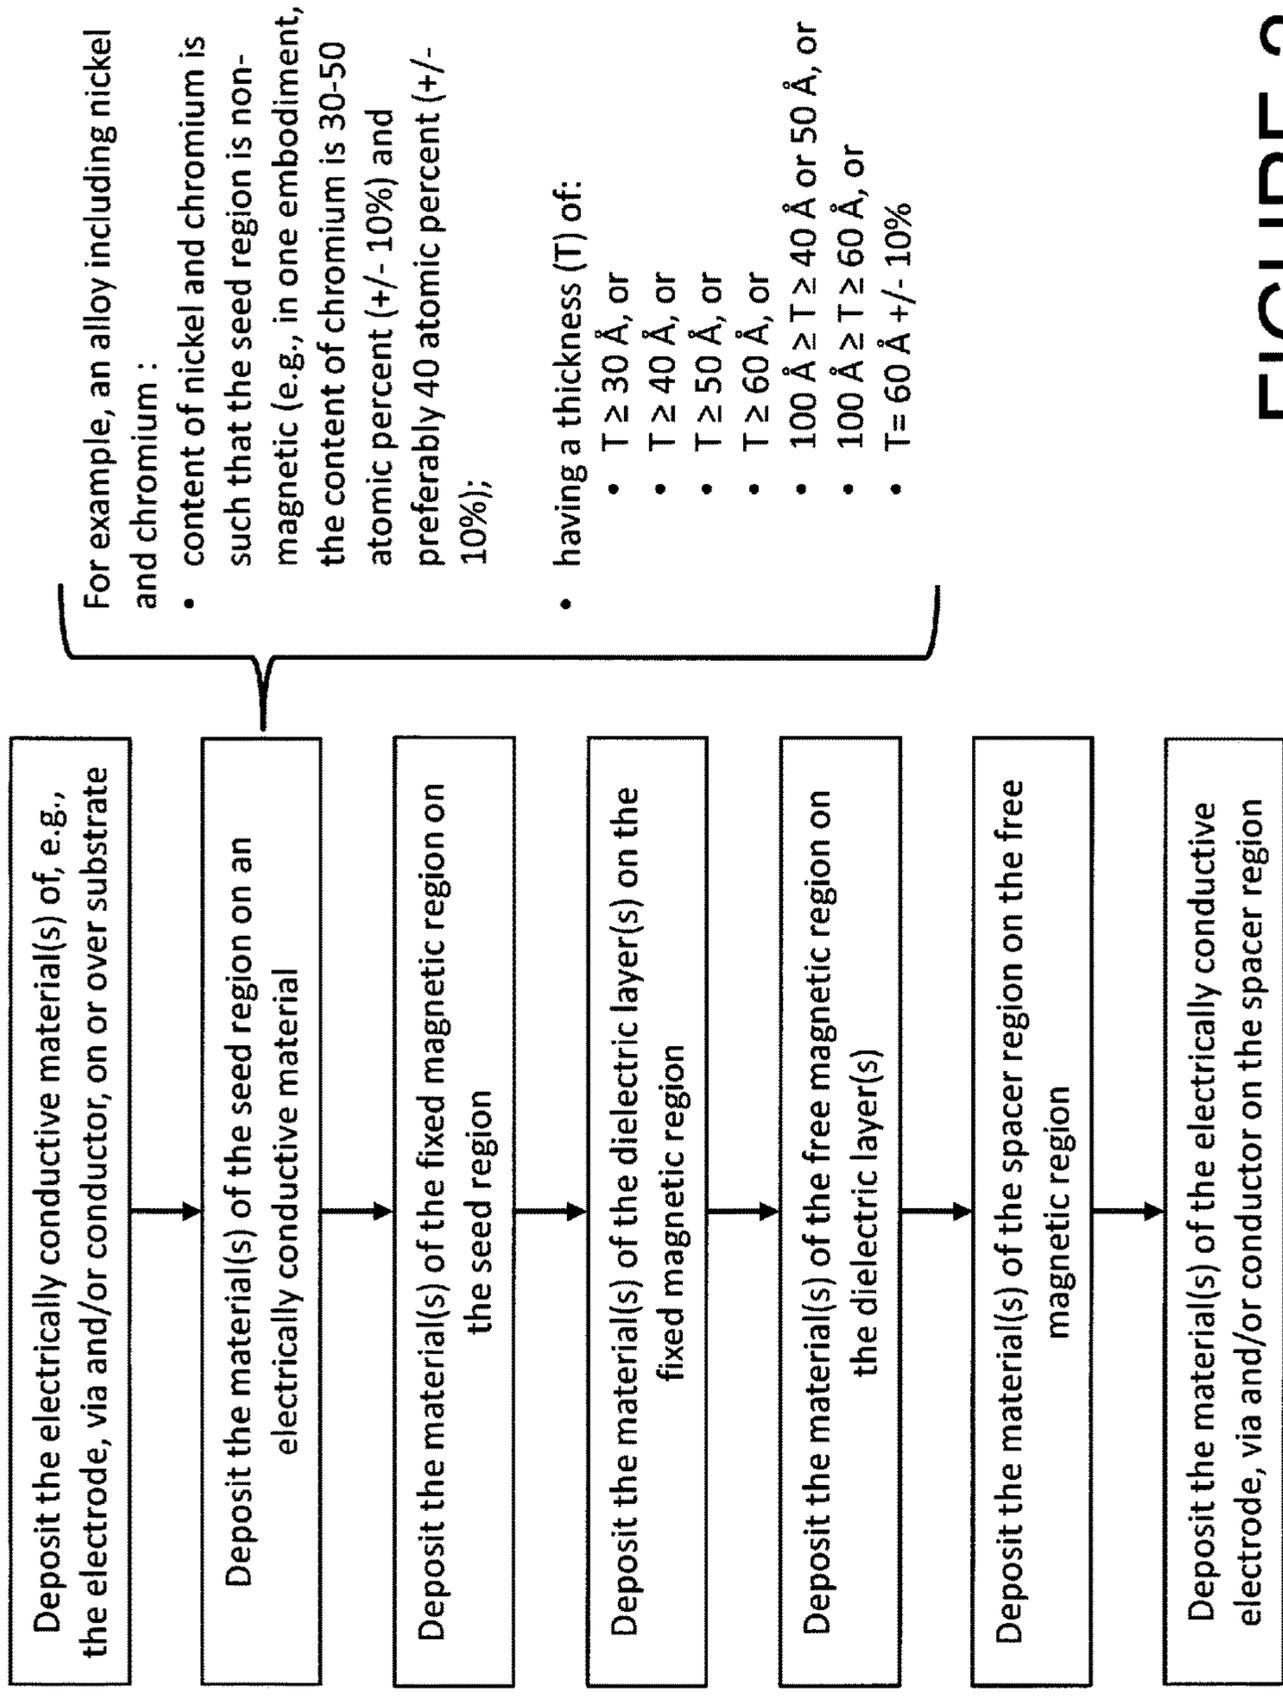 Deposit the electrically conductive material(s) of, e.g.,
the electrode, via and/or conductor, on or over substrate
Deposit the material(s) of the seed region on an
electrically conductive material
For example, an alloy including nickel
and chromium :
• content of nickel and chromium is
such that the seed region is non-
magnetic (e.g., in one embodiment,
the content of chromium is 30-50
atomic percent (+/- 10%) and
preferably 40 atomic percent (+/-
10%);
• having a thickness (T) of:
• T ≥ 30 Å, or
• T ≥ 40 Å, or
• T ≥ 50 Å, or
• T ≥ 60 Å, or
• 100 Å ≥ T ≥ 40 Å or 50 Å, or
• 100 Å ≥ T ≥ 60 Å, or
• T= 60 Å +/- 10%
Deposit the material(s) of the fixed magnetic region on
the seed region
Deposit the material(s) of the dielectric layer(s) on the
fixed magnetic region
Deposit the material(s) of the free magnetic region on
the dielectric layer(s)
Deposit the material(s) of the spacer region on the free
magnetic region
Deposit the material(s) of the electrically conductive
electrode, via and/or conductor on the spacer region
FIGURE